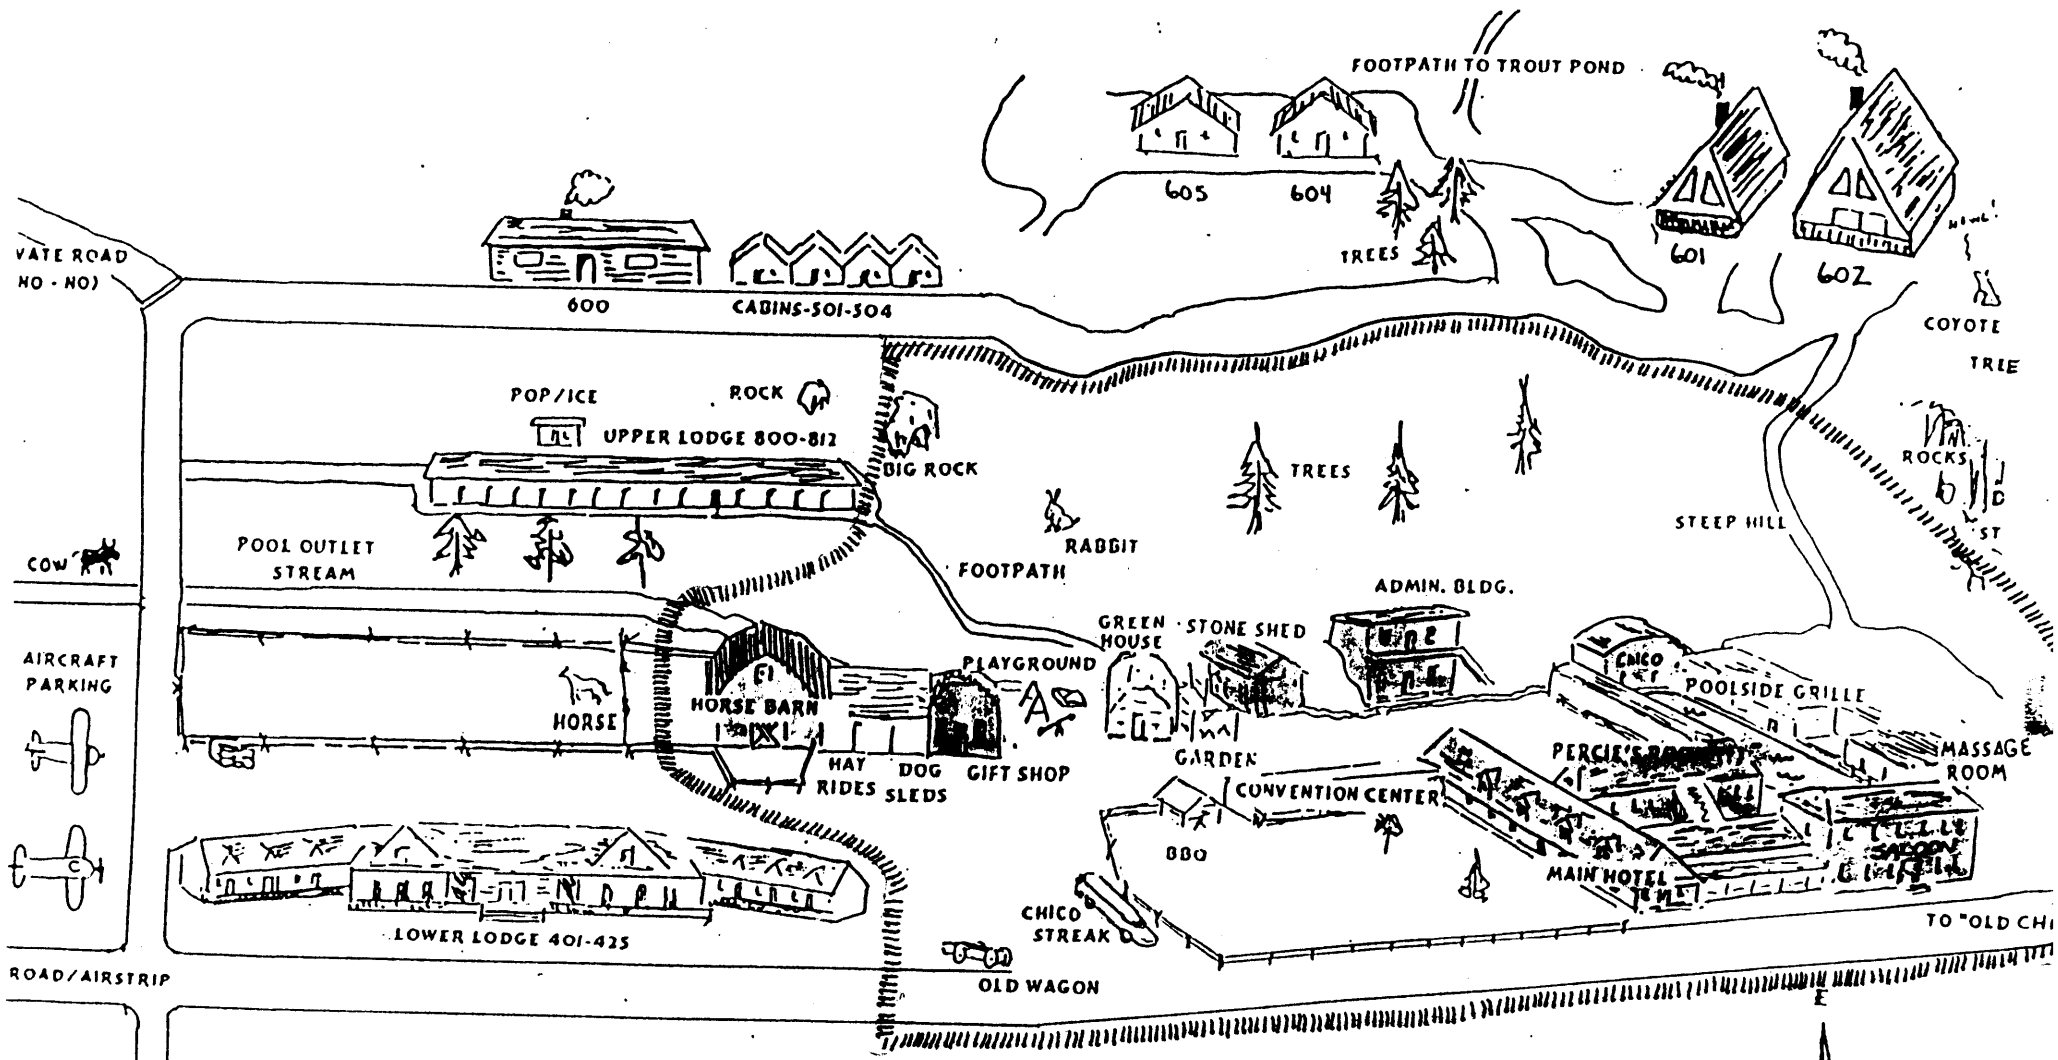 FOOTPATH TO TROUT POND
605
604
TREES
601
602
HOWL!
COYOTE
TREE
VATE ROAD
NO - NO)
600
CABINS-501-504
POP/ICE
ROCK
UPPER LODGE 800-812
BIG ROCK
TREES
ROCKS
STEEP HILL
ST
RABBIT
FOOTPATH
COW
POOL OUTLET
STREAM
ADMIN. BLDG.
GREEN
HOUSE
STONE SHED
PLAYGROUND
CHICO
POOLSIDE GRILLE
AIRCRAFT
PARKING
HORSE
HORSE BARN
HAY
RIDES
DOG
SLEDS
GIFT SHOP
GARDEN
CONVENTION CENTER
PERCIE'S
MASSAGE
ROOM
BBQ
MAIN HOTEL
SALOON
CHICO
STREAK
LOWER LODGE 401-425
OLD WAGON
TO "OLD CHI
ROAD/AIRSTRIP
E